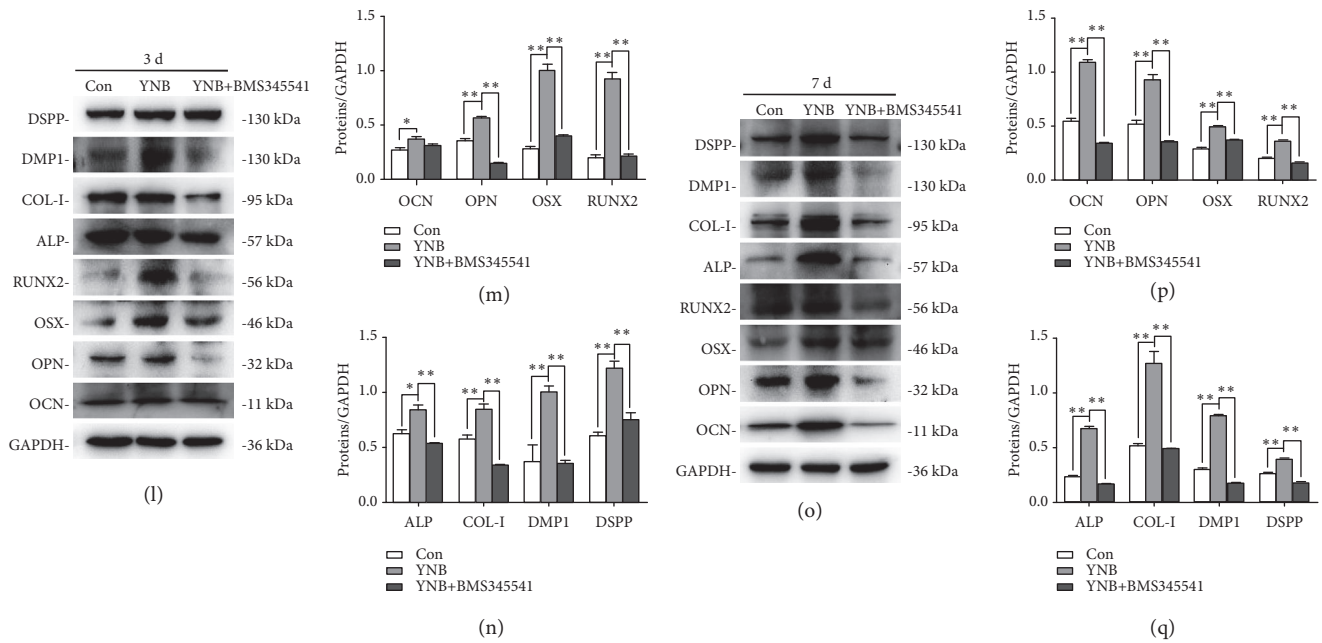 3 d
Con YNB YNB+BMS345541
DSPP- -130 kDa
DMP1- -130 kDa
COL-I- -95 kDa
ALP- -57 kDa
RUNX2- -56 kDa
OSX- -46 kDa
OPN- -32 kDa
OCN- -11 kDa
GAPDH- -36 kDa
(l)
Proteins/GAPDH
1.5
1.0
0.5
0.0
* ** ** ** ** ** **
OCN OPN OSX RUNX2
Con
YNB
YNB+BMS345541
(m)
Proteins/GAPDH
1.5
1.0
0.5
0.0
* ** ** ** ** ** ** **
ALP COL-I DMP1 DSPP
Con
YNB
YNB+BMS345541
(n)
7 d
Con YNB YNB+BMS345541
DSPP- -130 kDa
DMP1- -130 kDa
COL-I- -95 kDa
ALP- -57 kDa
RUNX2- -56 kDa
OSX- -46 kDa
OPN- -32 kDa
OCN- -11 kDa
GAPDH- -36 kDa
(o)
Proteins/GAPDH
1.5
1.0
0.5
0.0
** ** ** ** ** ** ** **
OCN OPN OSX RUNX2
Con
YNB
YNB+BMS345541
(p)
Proteins/GAPDH
1.5
1.0
0.5
0.0
** ** ** ** ** ** ** **
ALP COL-I DMP1 DSPP
Con
YNB
YNB+BMS345541
(q)